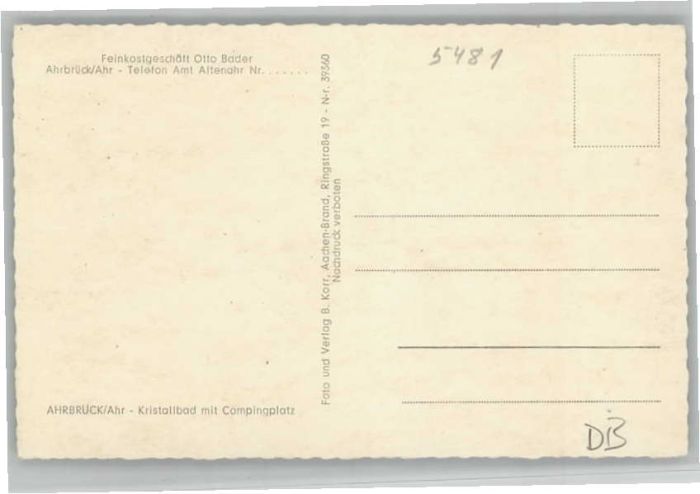 Feinkostgeschäft Otto Bader
Ahrbrück/Ahr - Telefon Amt Altenahr Nr. ......
5481
Foto und Verlag B. Korr, Aachen-Brand, Ringstraße 19 - N-r. 39560
Nachdruck verboten
AHRBRÜCK/Ahr - Kristallbad mit Campingplatz
DB